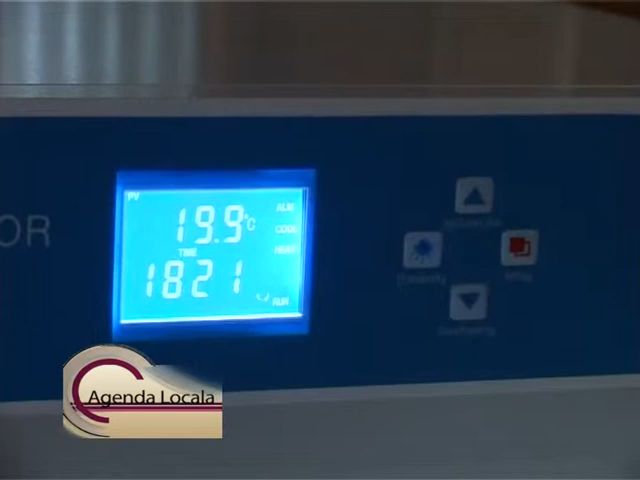 OR
PV
19.9 °C
ALM
COOL
HEAT
TIME
1821
RUN
Agenda Locala